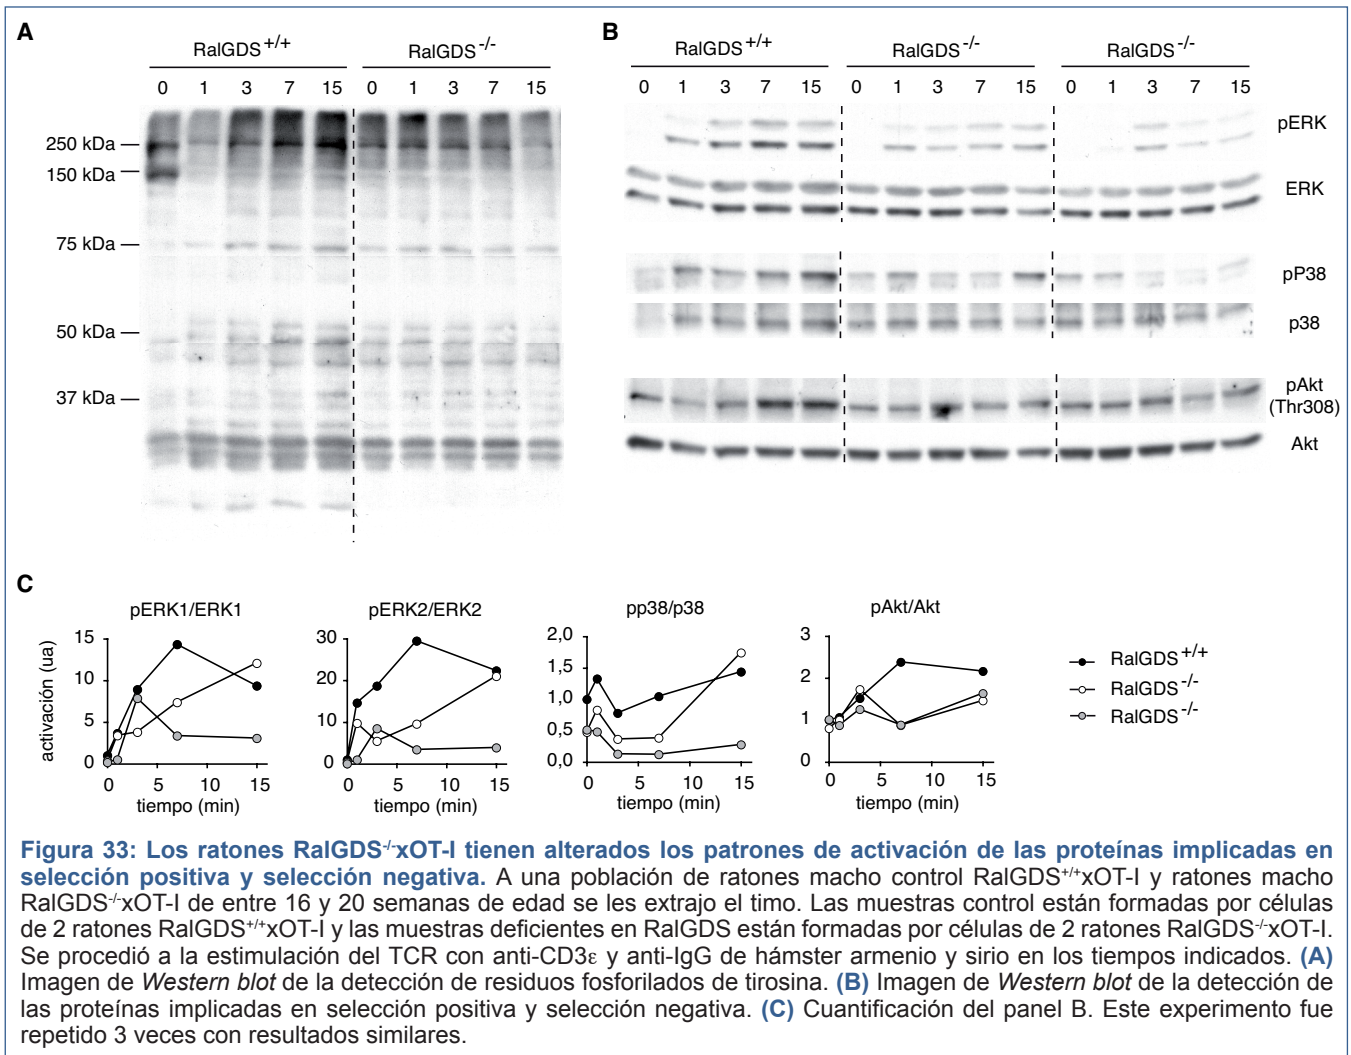 A
RalGDS+/+
RalGDS-/-
0 1 3 7 15 0 1 3 7 15
250 kDa
150 kDa
75 kDa
50 kDa
37 kDa
B
RalGDS+/+
RalGDS-/-
RalGDS-/-
0 1 3 7 15 0 1 3 7 15 0 1 3 7 15
pERK
ERK
pP38
p38
pAkt
(Thr308)
Akt
C
pERK1/ERK1
activación (ua)
15
10
5
0
0 5 10 15
tiempo (min)
pERK2/ERK2
30
20
10
0
0 5 10 15
tiempo (min)
pp38/p38
2,0
1,5
1,0
0,5
0,0
0 5 10 15
tiempo (min)
pAkt/Akt
3
2
1
0
0 5 10 15
tiempo (min)
RalGDS+/+
RalGDS-/-
RalGDS-/-
Figura 33: Los ratones RalGDS-/-xOT-I tienen alterados los patrones de activación de las proteínas implicadas en
selección positiva y selección negativa. A una población de ratones macho control RalGDS+/+xOT-I y ratones macho
RalGDS-/-xOT-I de entre 16 y 20 semanas de edad se les extrajo el timo. Las muestras control están formadas por células
de 2 ratones RalGDS+/+xOT-I y las muestras deficientes en RalGDS están formadas por células de 2 ratones RalGDS-/-xOT-I.
Se procedió a la estimulación del TCR con anti-CD3ε y anti-IgG de hámster armenio y sirio en los tiempos indicados. (A)
Imagen de Western blot de la detección de residuos fosforilados de tirosina. (B) Imagen de Western blot de la detección de
las proteínas implicadas en selección positiva y selección negativa. (C) Cuantificación del panel B. Este experimento fue
repetido 3 veces con resultados similares.